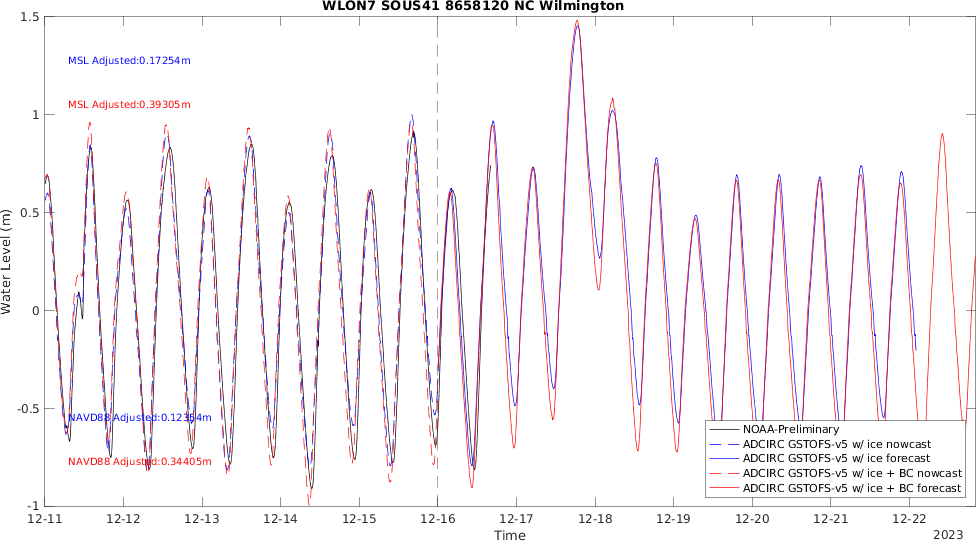 WLON7 SOUS41 8658120 NC Wilmington
Water Level (m)
1.5
1
0.5
0
-0.5
-1
MSL Adjusted:0.17254m
MSL Adjusted:0.39305m
NAVD88 Adjusted:0.12354m
NAVD88 Adjusted:0.34405m
NOAA-Preliminary
ADCIRC GSTOFS-v5 w/ ice nowcast
ADCIRC GSTOFS-v5 w/ ice forecast
ADCIRC GSTOFS-v5 w/ ice + BC nowcast
ADCIRC GSTOFS-v5 w/ ice + BC forecast
12-11 12-12 12-13 12-14 12-15 12-16 12-17 12-18 12-19 12-20 12-21 12-22
Time
2023